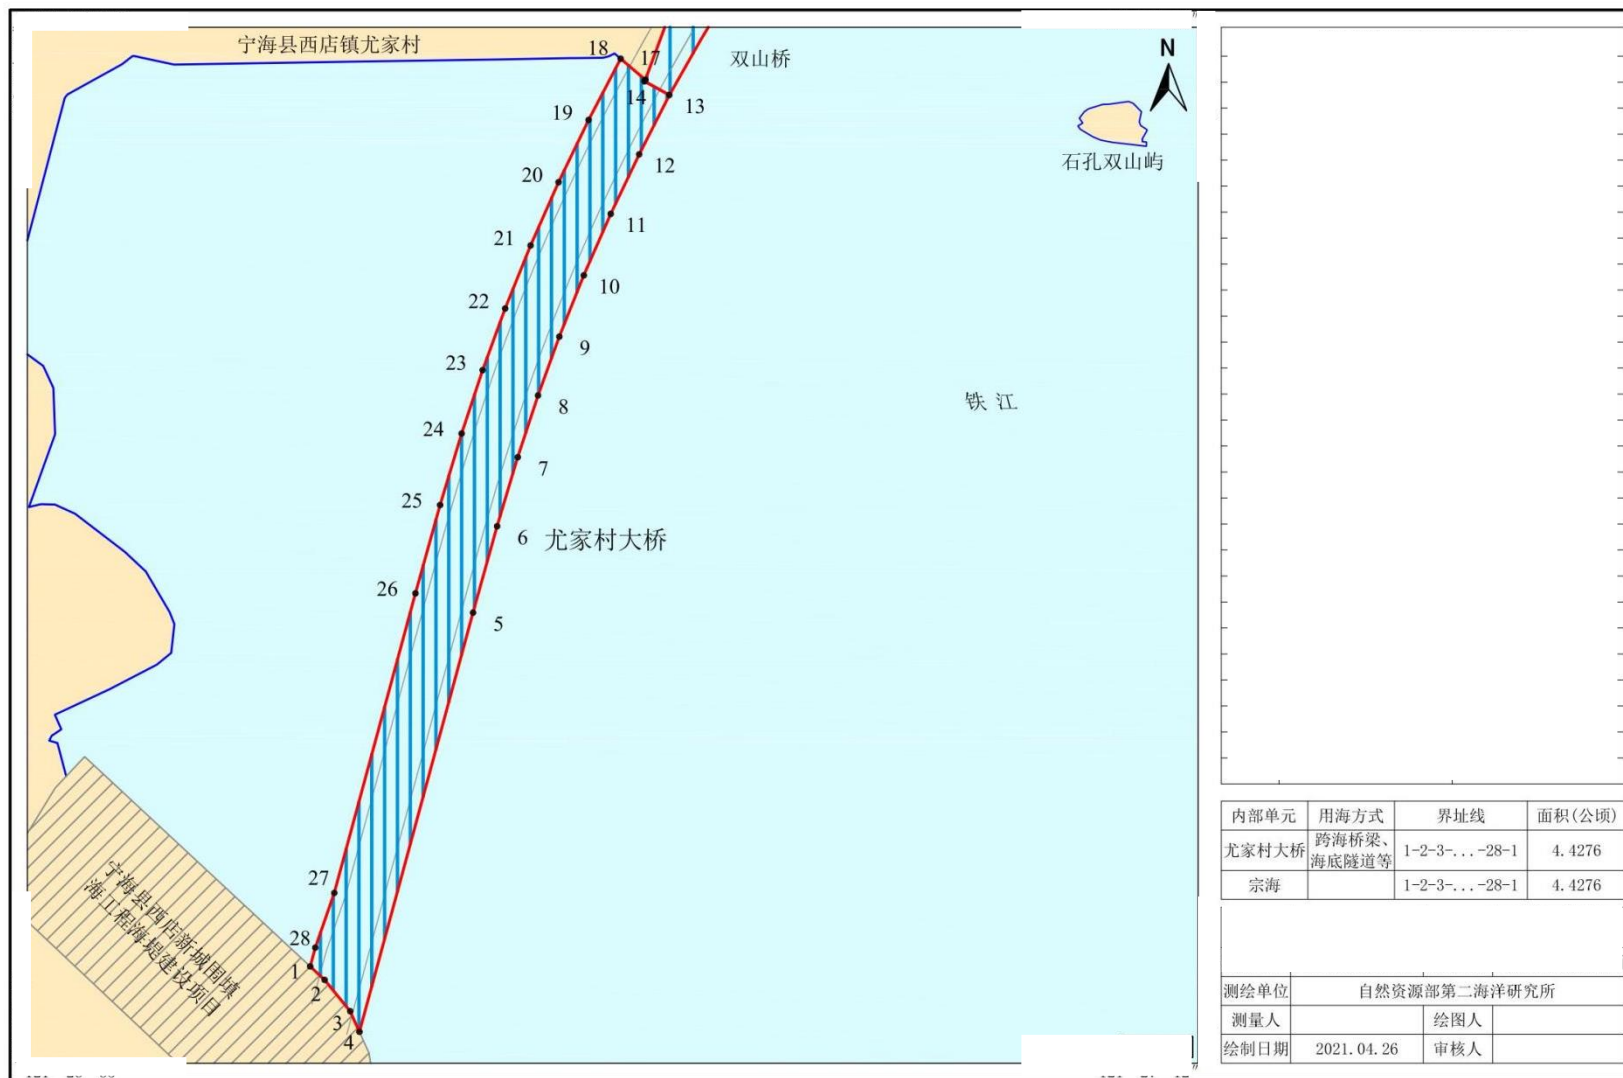 宁海县西店镇尤家村
双山桥
N
石孔双山屿
18
17
14
13
19
12
20
11
21
10
22
9
23
8
铁 江
24
7
25
6
尤家村大桥
26
5
27
28
1
2
3
4
宁海县西店新城围填
海工程海堤建设项目
内部单元 用海方式 界址线 面积(公顷)
尤家村大桥 跨海桥梁、
海底隧道等 1-2-3-...-28-1 4.4276
宗海 1-2-3-...-28-1 4.4276
测绘单位 自然资源部第二海洋研究所
测量人 绘图人
绘制日期 2021.04.26 审核人